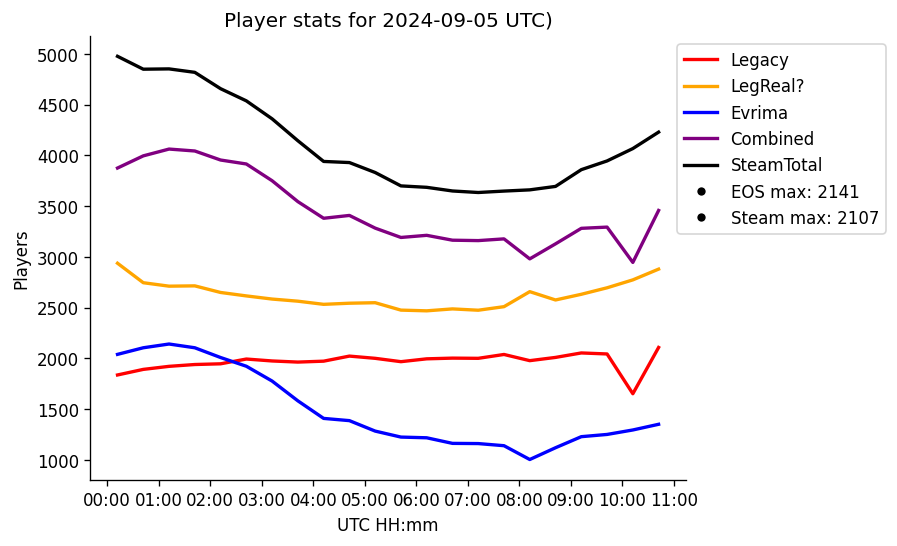 Player stats for 2024-09-05 UTC)
Players
5000
4500
4000
3500
3000
2500
2000
1500
1000
00:00 01:00 02:00 03:00 04:00 05:00 06:00 07:00 08:00 09:00 10:00 11:00
UTC HH:mm
Legacy
LegReal?
Evrima
Combined
SteamTotal
EOS max: 2141
Steam max: 2107